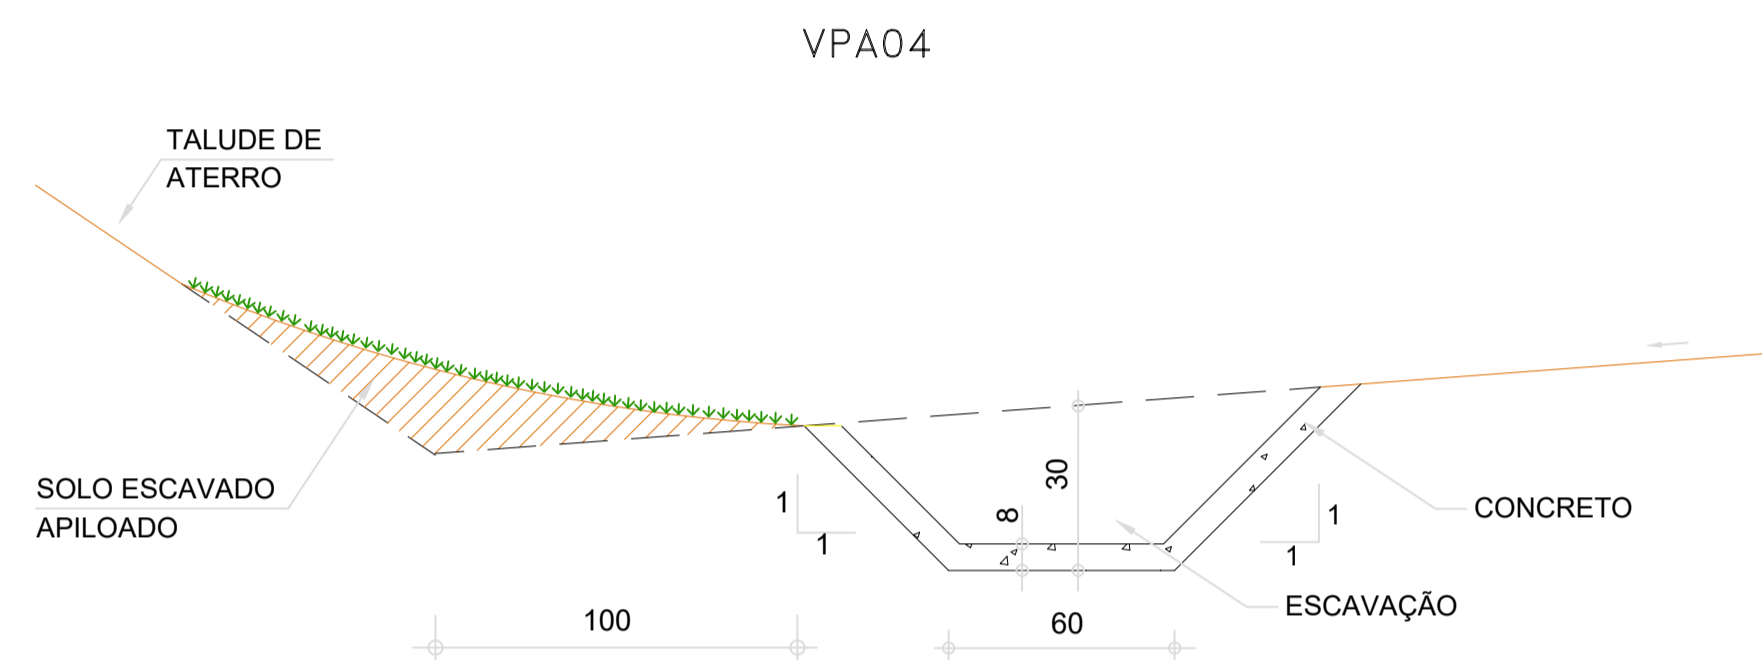 VPA04
TALUDE DE
ATERRO
SOLO ESCAVADO
APILOADO
1
1
8
30
1
1
CONCRETO
ESCAVAÇÃO
100
60